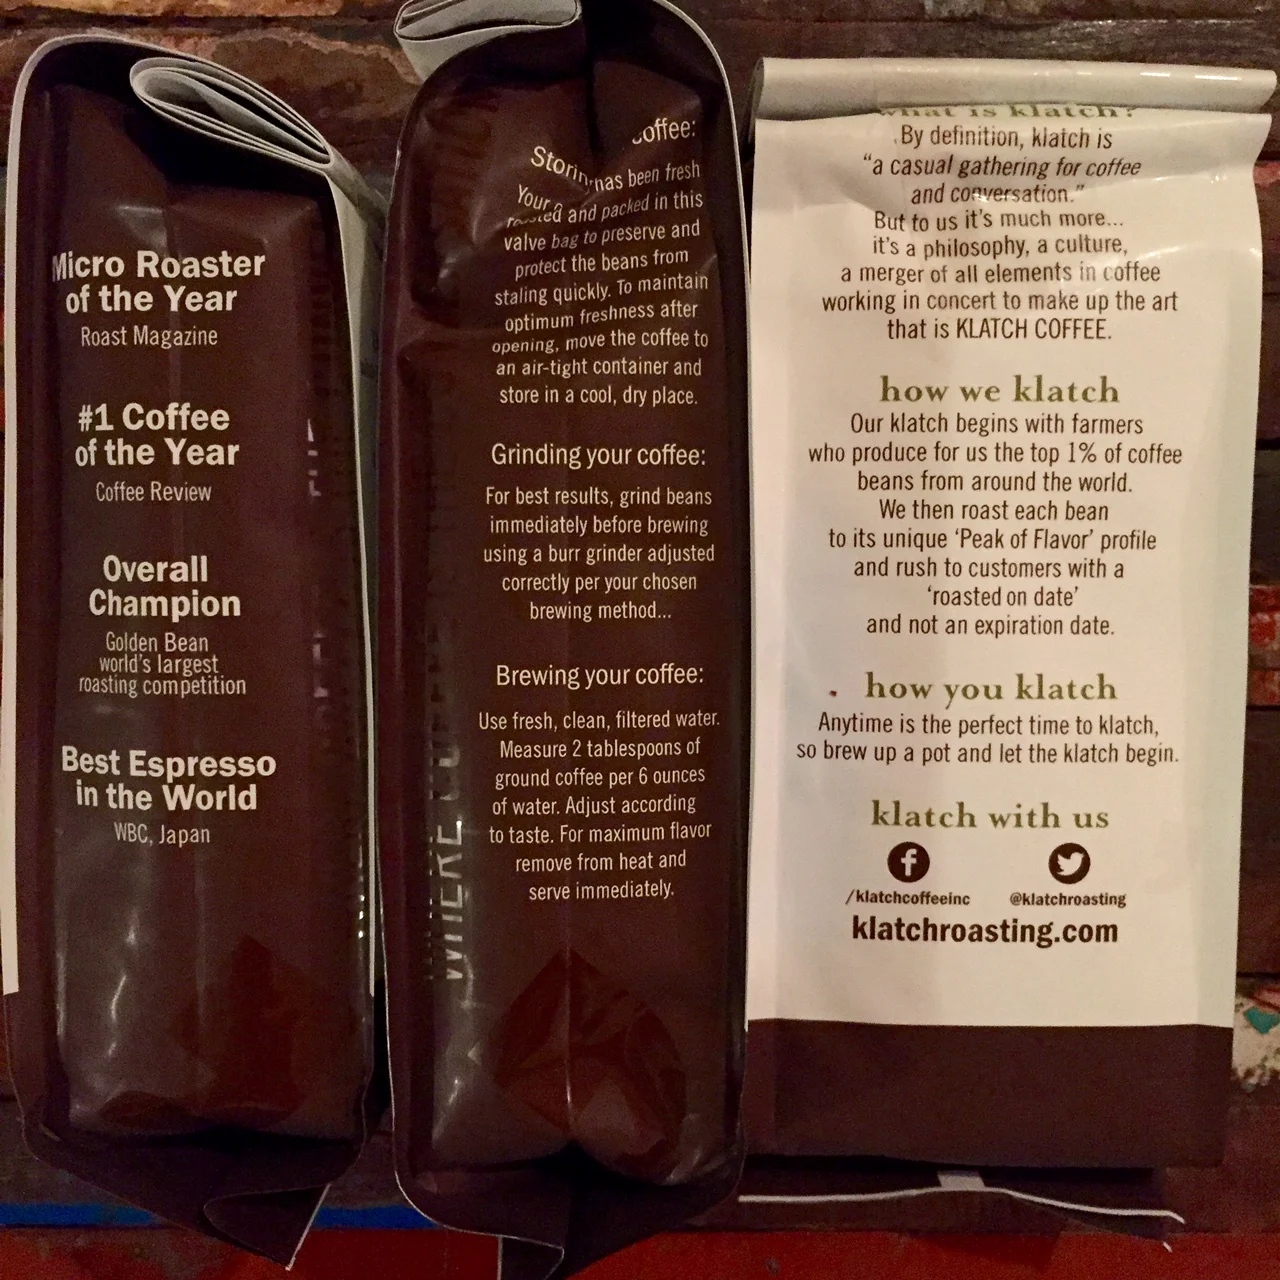 Micro Roaster
of the Year
Roast Magazine
#1 Coffee
of the Year
Coffee Review
Overall
Champion
Golden Bean
world's largest
roasting competition
Best Espresso
in the World
WBC, Japan
coffee:
has been fresh
and packed in this
valve bag to preserve and
protect the beans from
staling quickly. To maintain
optimum freshness after
opening, move the coffee to
an air-tight container and
store in a cool, dry place.
Grinding your coffee:
For best results, grind beans
immediately before brewing
using a burr grinder adjusted
correctly per your chosen
brewing method...
Brewing your coffee:
Use fresh, clean, filtered water.
Measure 2 tablespoons of
ground coffee per 6 ounces
of water. Adjust according
to taste. For maximum flavor
remove from heat and
serve immediately.
WHERE
what is klatch?
By definition, klatch is
“a casual gathering for coffee
and conversation.”
But to us it's much more...
it's a philosophy, a culture,
a merger of all elements in coffee
working in concert to make up the art
that is KLATCH COFFEE.
how we klatch
Our klatch begins with farmers
who produce for us the top 1% of coffee
beans from around the world.
We then roast each bean
to its unique ‘Peak of Flavor’ profile
and rush to customers with a
‘roasted on date’
and not an expiration date.
how you klatch
Anytime is the perfect time to klatch,
so brew up a pot and let the klatch begin.
klatch with us
/klatchcoffeeinc
@klatchroasting
klatchroasting.com